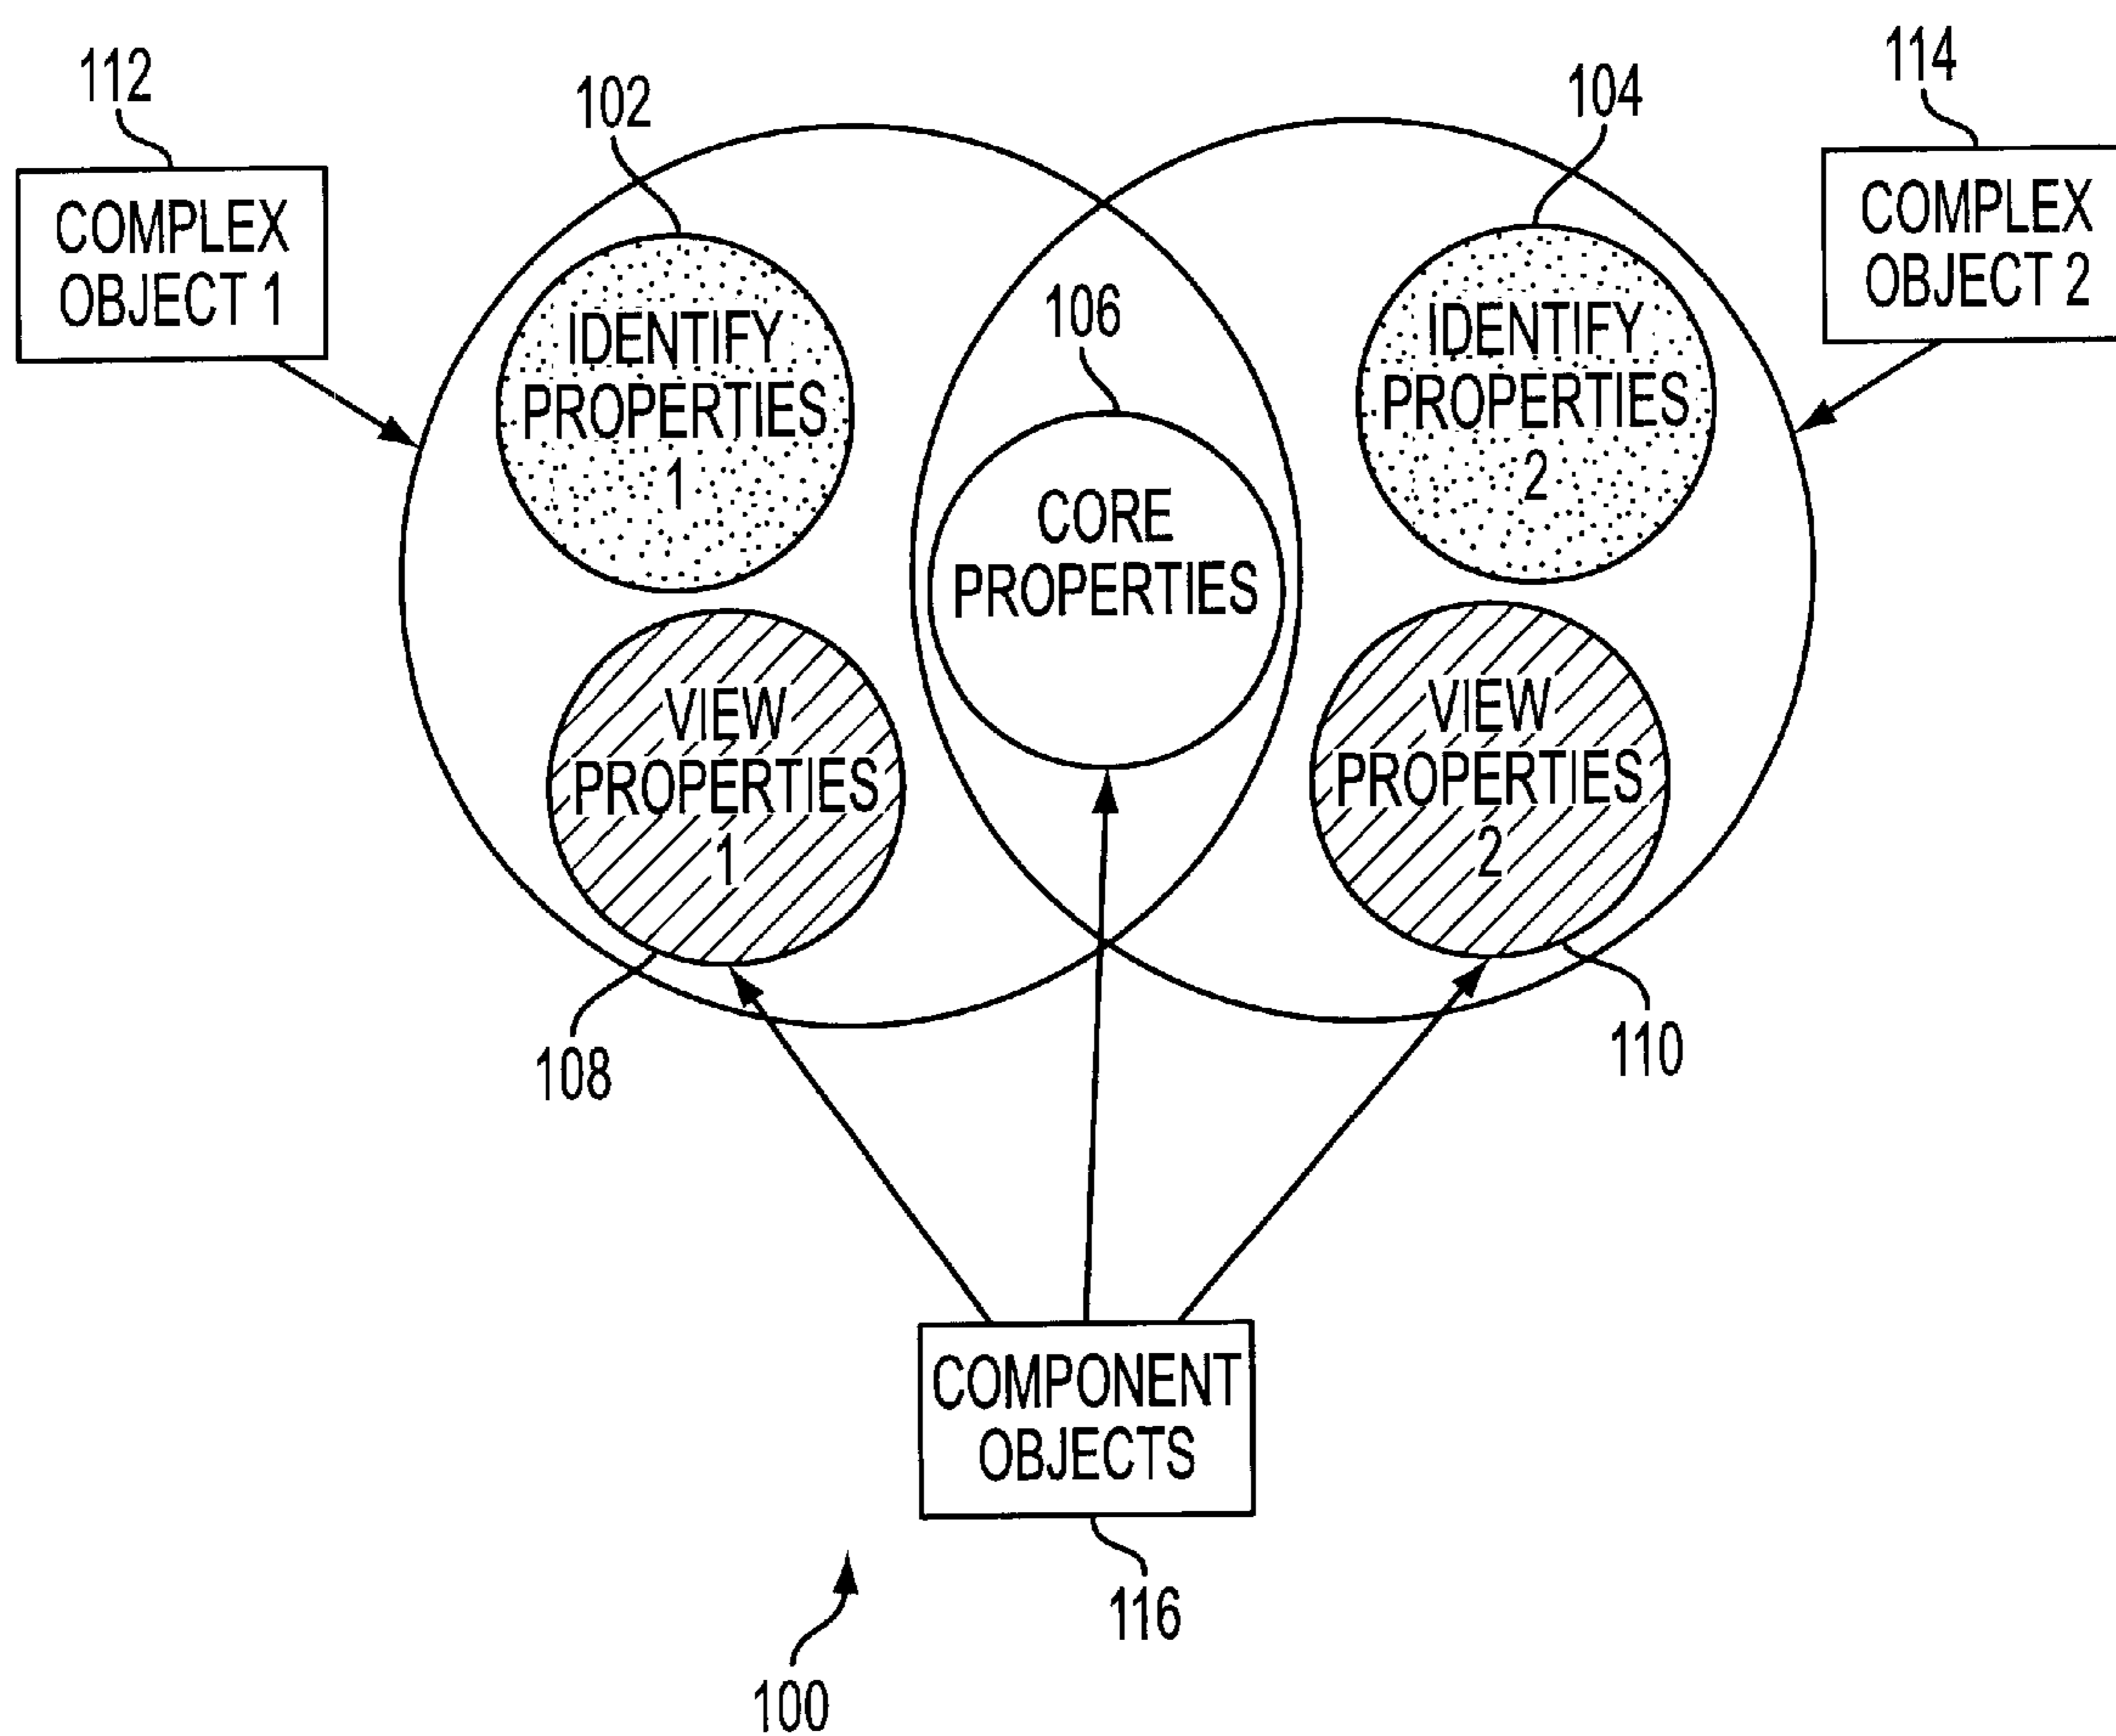 112
102
104
114
COMPLEX
OBJECT 1
COMPLEX
OBJECT 2
IDENTIFY
PROPERTIES
1
106
IDENTIFY
PROPERTIES
2
CORE
PROPERTIES
VIEW
PROPERTIES
1
VIEW
PROPERTIES
2
108
110
COMPONENT
OBJECTS
116
100